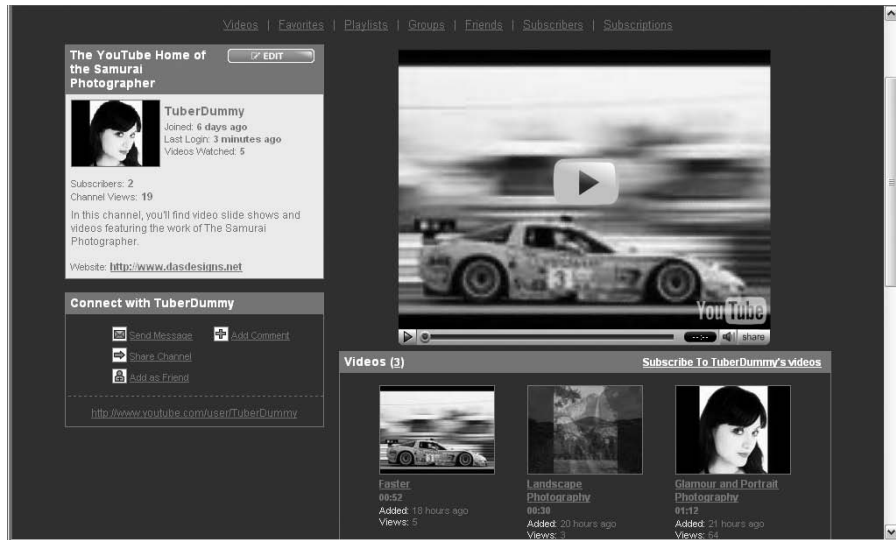 Videos | Favorites | Playlists | Groups | Friends | Subscribers | Subscriptions
The YouTube Home of
the Samurai
Photographer
EDIT
TuberDummy
Joined: 6 days ago
Last Login: 3 minutes ago
Videos Watched: 5
Subscribers: 2
Channel Views: 19
In this channel, you'll find video slide shows and
videos featuring the work of The Samurai
Photographer.
Website: http://www.dasdesigns.net
Connect with TuberDummy
Send Message
Add Comment
Share Channel
Add as Friend
http://www.youtube.com/user/TuberDummy
3
YouTube
--:--
share
Videos (3)
Subscribe To TuberDummy's videos
Faster
00:52
Added: 18 hours ago
Views: 5
Landscape
Photography
00:30
Added: 20 hours ago
Views: 3
Glamour and Portrait
Photography
01:12
Added: 21 hours ago
Views: 64